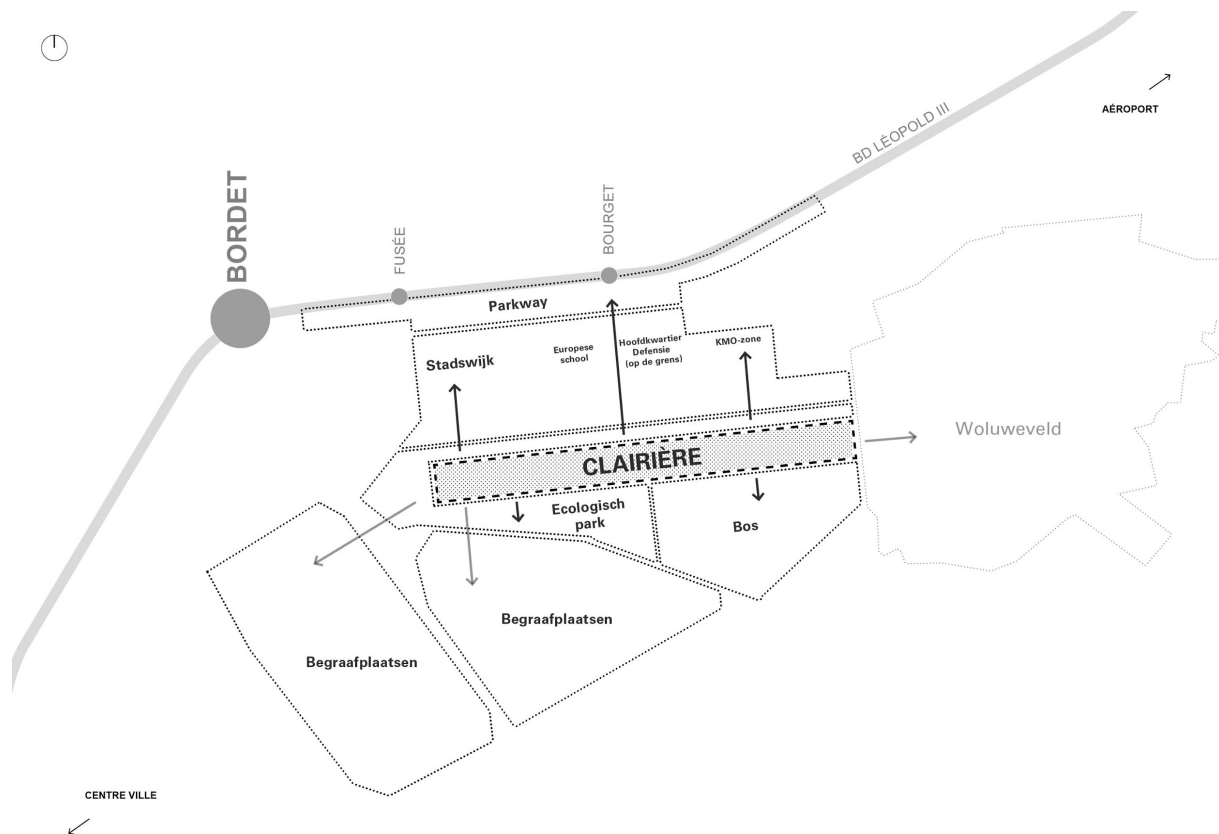 AÉROPORT
BD LÉOPOLD III
BORDET
FUSÉE
BOURGET
Parkway
Stadswijk
Europese
school
Hoofdkwartier
Defensie
(op de grens)
KMO-zone
Woluweveld
CLAIRIÈRE
Ecologisch
park
Bos
Begraafplaatsen
Begraafplaatsen
CENTRE VILLE